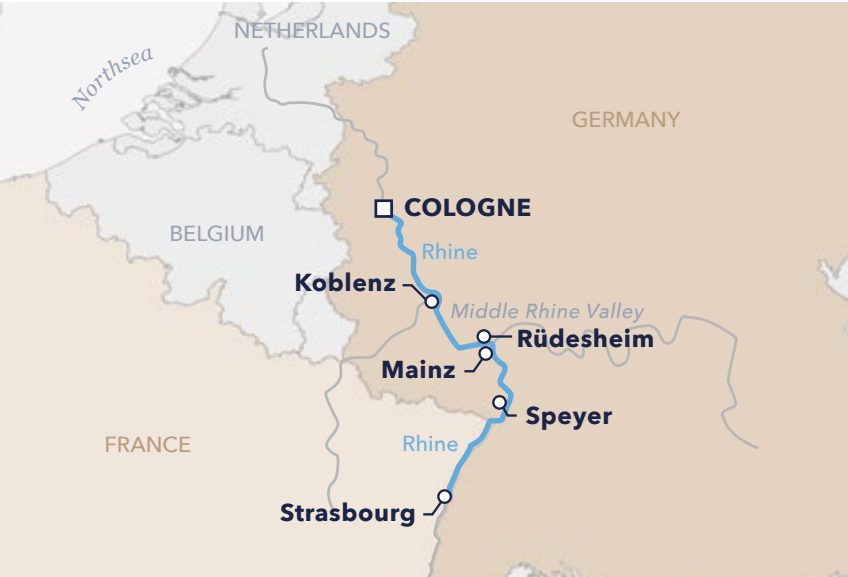 NETHERLANDS
Northsea
GERMANY
COLOGNE
BELGIUM
Rhine
Koblenz
Middle Rhine Valley
Rüdesheim
Mainz
Speyer
FRANCE
Rhine
Strasbourg